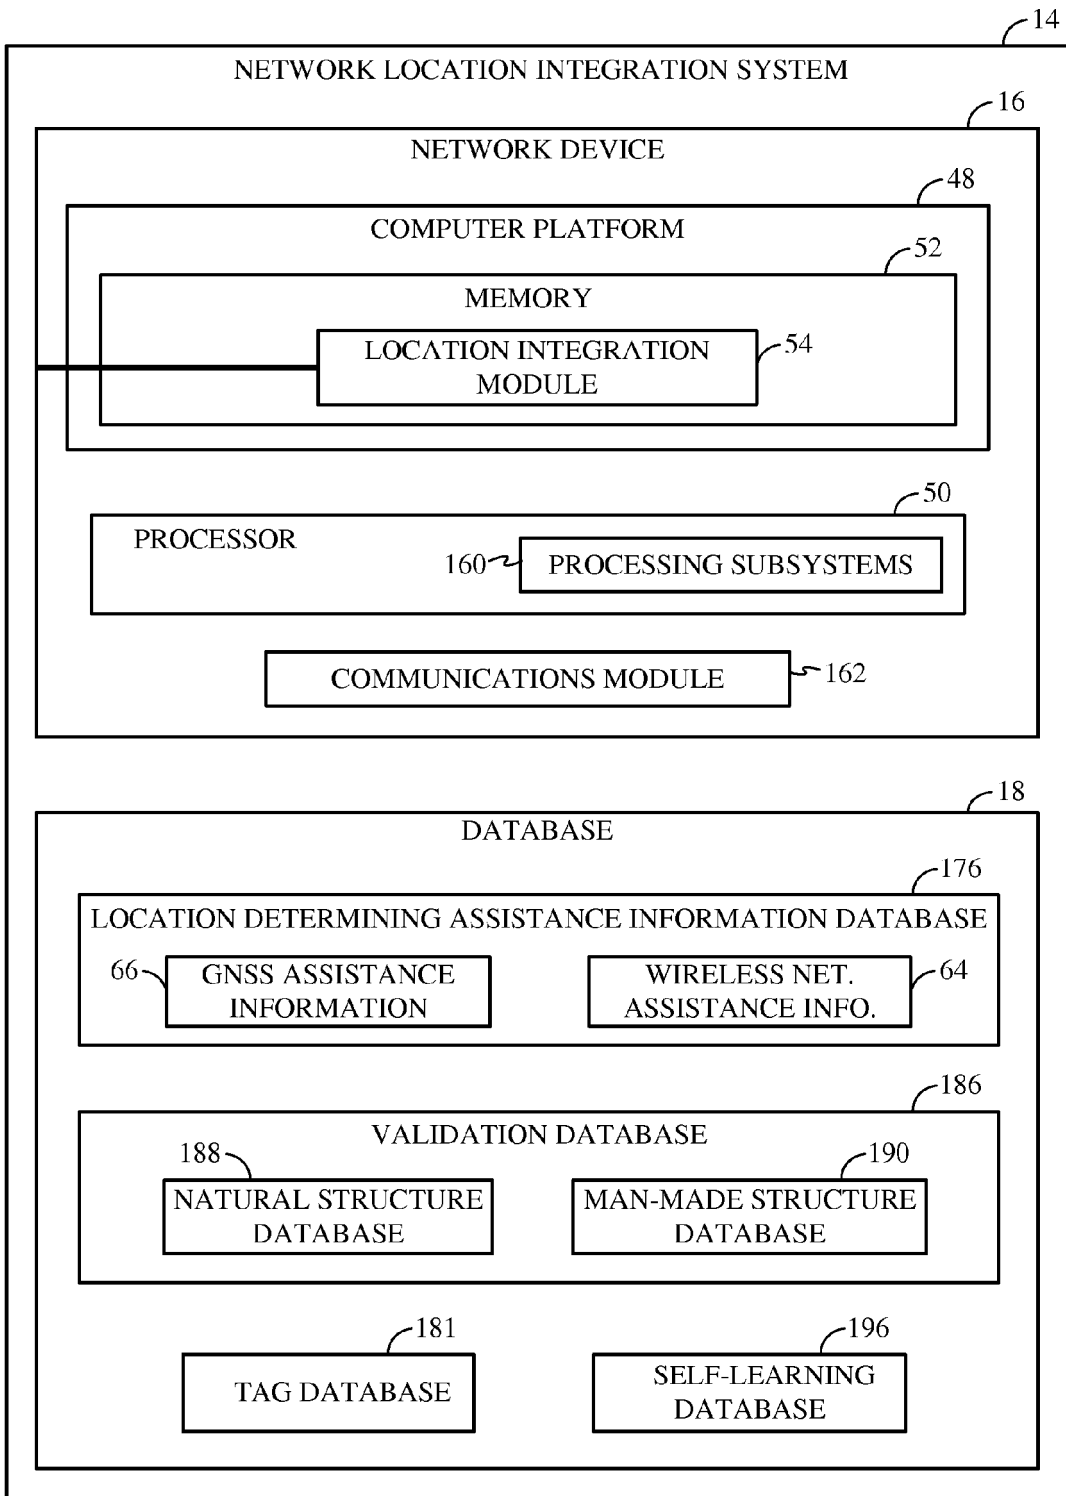 14
NETWORK LOCATION INTEGRATION SYSTEM
16
NETWORK DEVICE
48
COMPUTER PLATFORM
52
MEMORY
LOCATION INTEGRATION
MODULE
54
50
PROCESSOR
160
PROCESSING SUBSYSTEMS
COMMUNICATIONS MODULE
162
18
DATABASE
176
LOCATION DETERMINING ASSISTANCE INFORMATION DATABASE
66
GNSS ASSISTANCE
INFORMATION
WIRELESS NET.
ASSISTANCE INFO.
64
186
VALIDATION DATABASE
188
NATURAL STRUCTURE
DATABASE
190
MAN-MADE STRUCTURE
DATABASE
181
TAG DATABASE
196
SELF-LEARNING
DATABASE